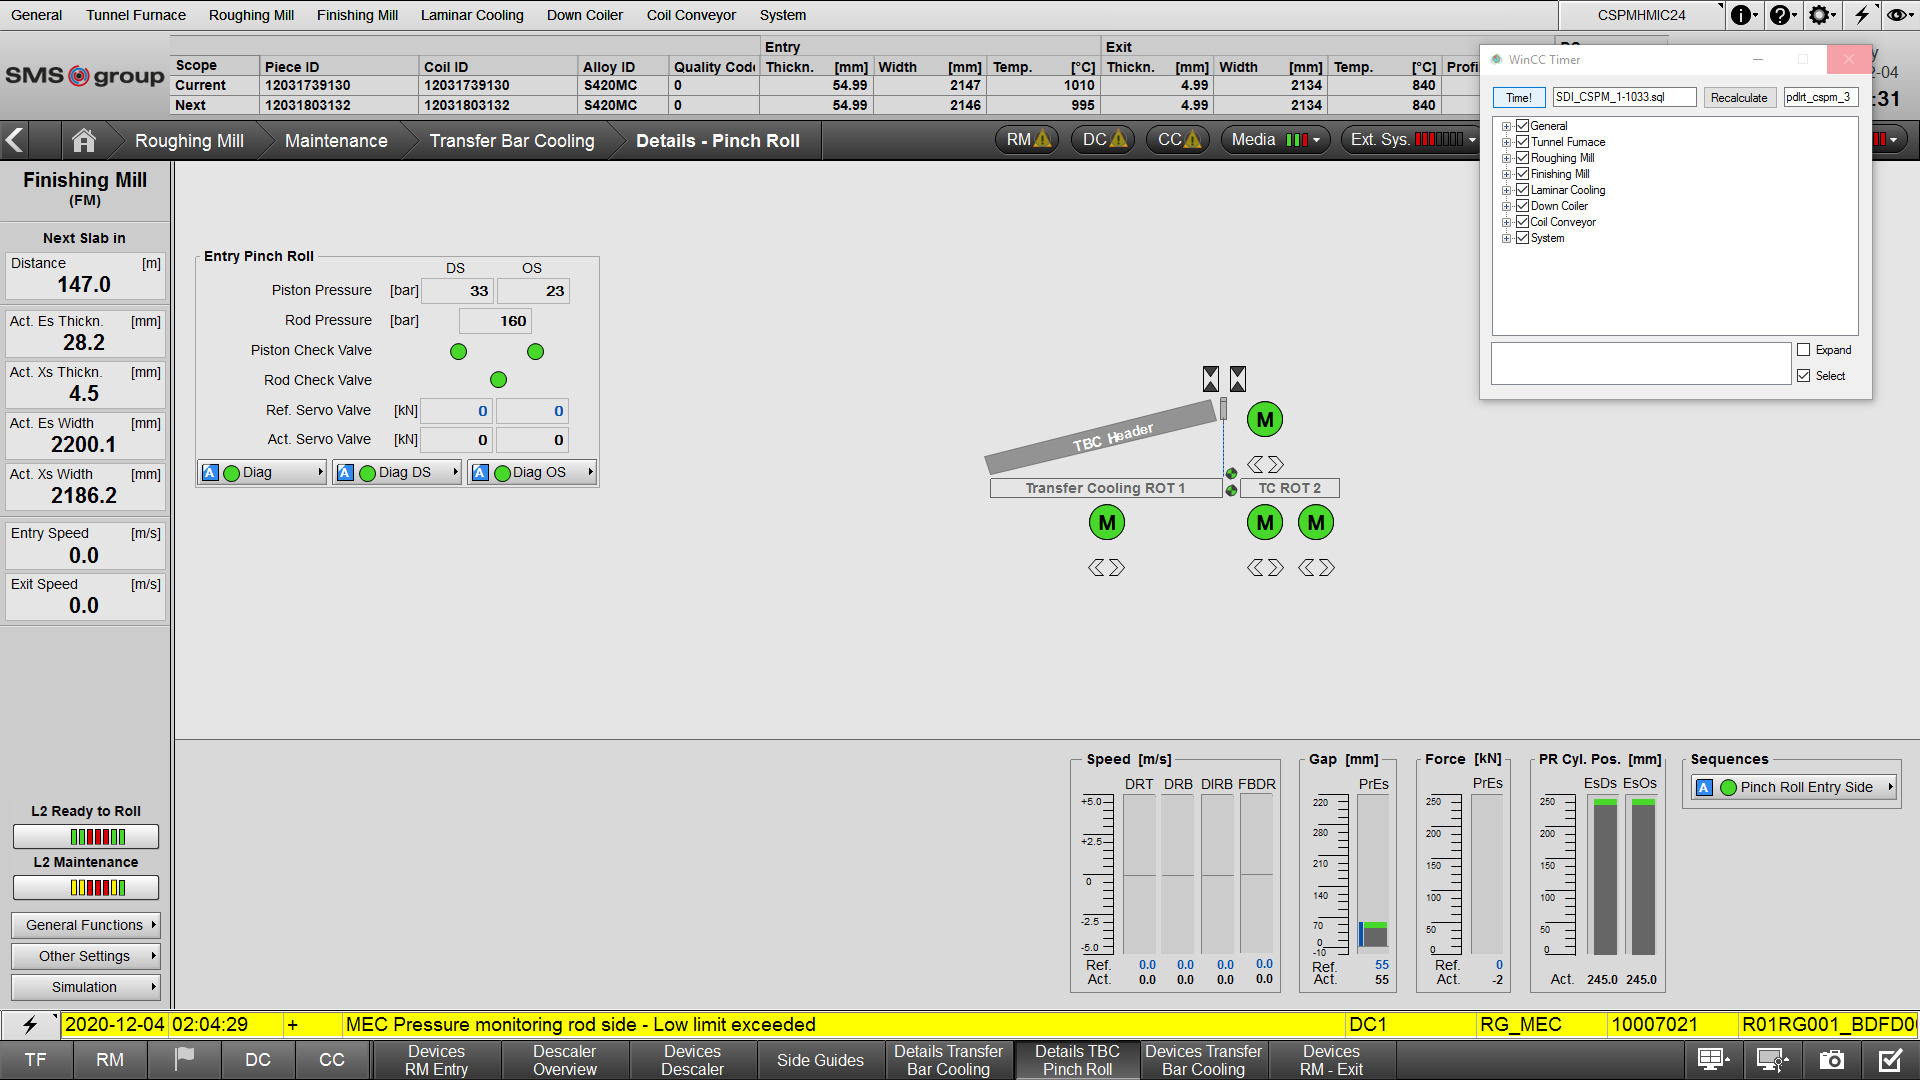 General Tunnel Furnace Roughing Mill Finishing Mill Laminar Cooling Down Coiler Coil Conveyor System CSPMHMIC24
SMS group
Entry Exit
Scope Piece ID Coil ID Alloy ID Quality Code Thickn. [mm] Width [mm] Temp. [°C] Thickn. [mm] Width [mm] Temp. [°C]
Current 12031739130 12031739130 S420MC 0 54.99 2147 1010 4.99 2134 840
Next 12031803132 12031803132 S420MC 0 54.99 2146 995 4.99 2134 840
-04
:31
Roughing Mill Maintenance Transfer Bar Cooling Details - Pinch Roll RM DC CC Media Ext. Sys.
WinCC Timer
Time! SDI_CSPM_1-1033.sql Recalculate pdlrt_cspm_3
General
Tunnel Furnace
Roughing Mill
Finishing Mill
Laminar Cooling
Down Coiler
Coil Conveyor
System
Expand
Select
Finishing Mill
(FM)
Next Slab in
Distance [m]
147.0
Act. Es Thickn. [mm]
28.2
Act. Xs Thickn. [mm]
4.5
Act. Es Width [mm]
2200.1
Act. Xs Width [mm]
2186.2
Entry Speed [m/s]
0.0
Exit Speed [m/s]
0.0
L2 Ready to Roll
L2 Maintenance
General Functions
Other Settings
Simulation
Entry Pinch Roll
DS OS
Piston Pressure [bar] 33 23
Rod Pressure [bar] 160
Piston Check Valve
Rod Check Valve
Ref. Servo Valve [kN] 0 0
Act. Servo Valve [kN] 0 0
A Diag A Diag DS A Diag OS
TBC Header
M
Transfer Cooling ROT 1 TC ROT 2
M M M
Speed [m/s]
DRT DRB DIRB FBDR
+5.0
+2.5
0
-2.5
-5.0
Ref. 0.0 0.0 0.0 0.0
Act. 0.0 0.0 0.0 0.0
Gap [mm]
PrEs
220
280
210
140
70
0
-10
Ref. 55
Act. 55
Force [kN]
PrEs
250
200
150
100
50
0
Ref. 0
Act. -2
PR Cyl. Pos. [mm]
EsDs EsOs
250
200
150
100
50
0
Act. 245.0 245.0
Sequences
A Pinch Roll Entry Side
2020-12-04 02:04:29 + MEC Pressure monitoring rod side - Low limit exceeded DC1 RG_MEC 10007021
TF RM DC CC
Devices
RM Entry
Descaler
Overview
Devices
Descaler
Side Guides
Details Transfer
Bar Cooling
Details TBC
Pinch Roll
Devices Transfer
Bar Cooling
Devices
RM - Exit